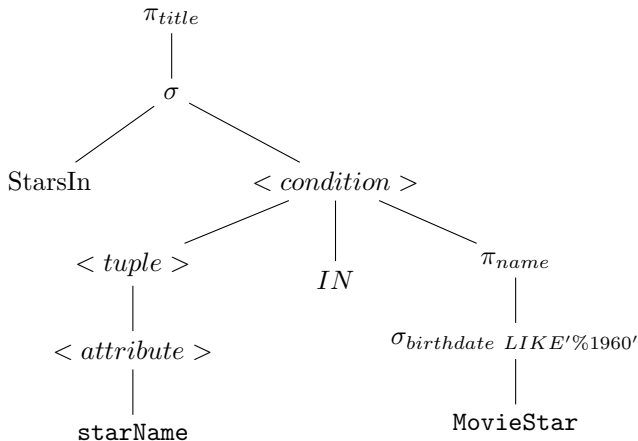 π_title
σ
StarsIn
< condition >
< tuple >
IN
π_name
< attribute >
σ_birthdate LIKE'%1960'
starName
MovieStar